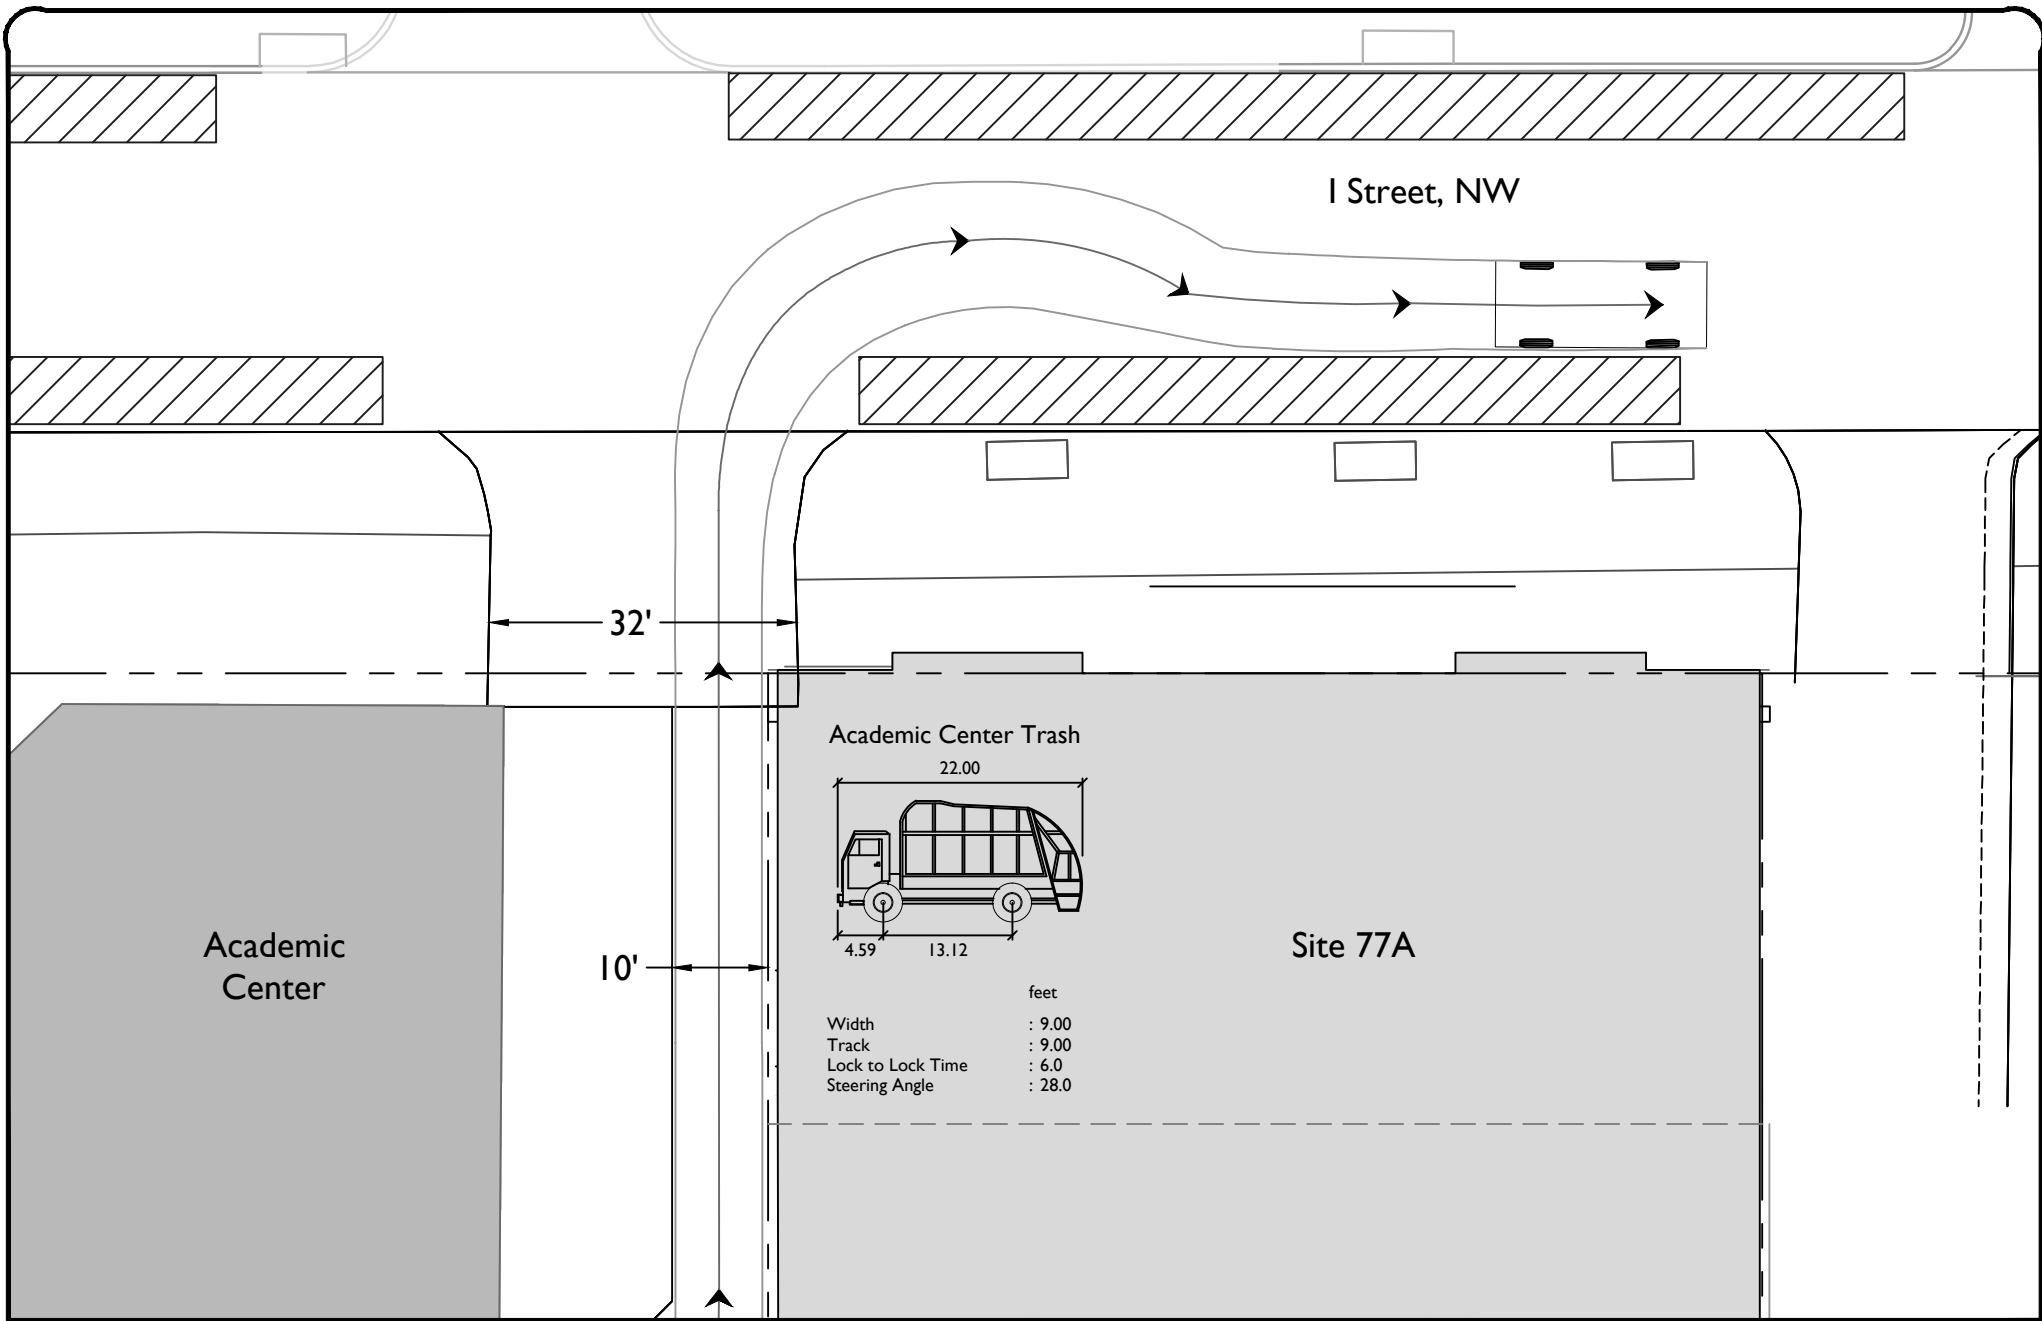 I Street, NW
32'
Academic Center Trash
22.00
4.59
13.12
Academic
Center
10'
Site 77A
feet
Width : 9.00
Track : 9.00
Lock to Lock Time : 6.0
Steering Angle : 28.0